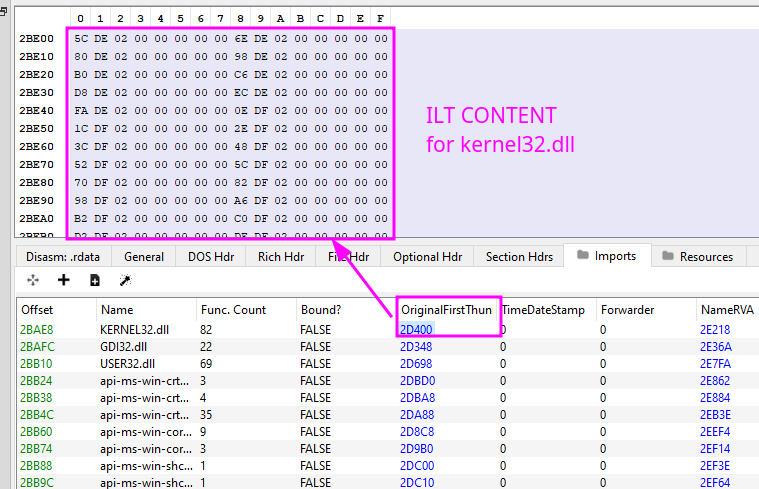 0 1 2 3 4 5 6 7 8 9 A B C D E F
2BE00 5C DE 02 00 00 00 00 00 6E DE 02 00 00 00 00 00
2BE10 80 DE 02 00 00 00 00 00 98 DE 02 00 00 00 00 00
2BE20 B0 DE 02 00 00 00 00 00 C6 DE 02 00 00 00 00 00
2BE30 D8 DE 02 00 00 00 00 00 EC DE 02 00 00 00 00 00
2BE40 FA DE 02 00 00 00 00 00 0E DF 02 00 00 00 00 00
2BE50 1C DF 02 00 00 00 00 00 2E DF 02 00 00 00 00 00
2BE60 3C DF 02 00 00 00 00 00 48 DF 02 00 00 00 00 00
2BE70 52 DF 02 00 00 00 00 00 5C DF 02 00 00 00 00 00
2BE80 70 DF 02 00 00 00 00 00 82 DF 02 00 00 00 00 00
2BE90 98 DF 02 00 00 00 00 00 A6 DF 02 00 00 00 00 00
2BEA0 B2 DF 02 00 00 00 00 00 C0 DF 02 00 00 00 00 00
2BEB0 D2 DF 02 00 00 00 00 00 DE DF 02 00 00 00 00 00
ILT CONTENT
for kernel32.dll
Disasm: .rdata General DOS Hdr Rich Hdr File Hdr Optional Hdr Section Hdrs Imports Resources
Offset Name Func. Count Bound? OriginalFirstThun TimeDateStamp Forwarder NameRVA
2BAE8 KERNEL32.dll 82 FALSE 2D400 0 0 2E218
2BAFC GDI32.dll 22 FALSE 2D348 0 0 2E36A
2BB10 USER32.dll 69 FALSE 2D698 0 0 2E7FA
2BB24 api-ms-win-crt... 3 FALSE 2DBD0 0 0 2E862
2BB38 api-ms-win-crt... 4 FALSE 2DBA8 0 0 2E884
2BB4C api-ms-win-crt... 35 FALSE 2DA88 0 0 2EB3E
2BB60 api-ms-win-cor... 9 FALSE 2D8C8 0 0 2EEF4
2BB74 api-ms-win-cor... 3 FALSE 2D9B0 0 0 2EF14
2BB88 api-ms-win-shc... 1 FALSE 2DC00 0 0 2EF3E
2BB9C api-ms-win-shc... 1 FALSE 2DC10 0 0 2EF64